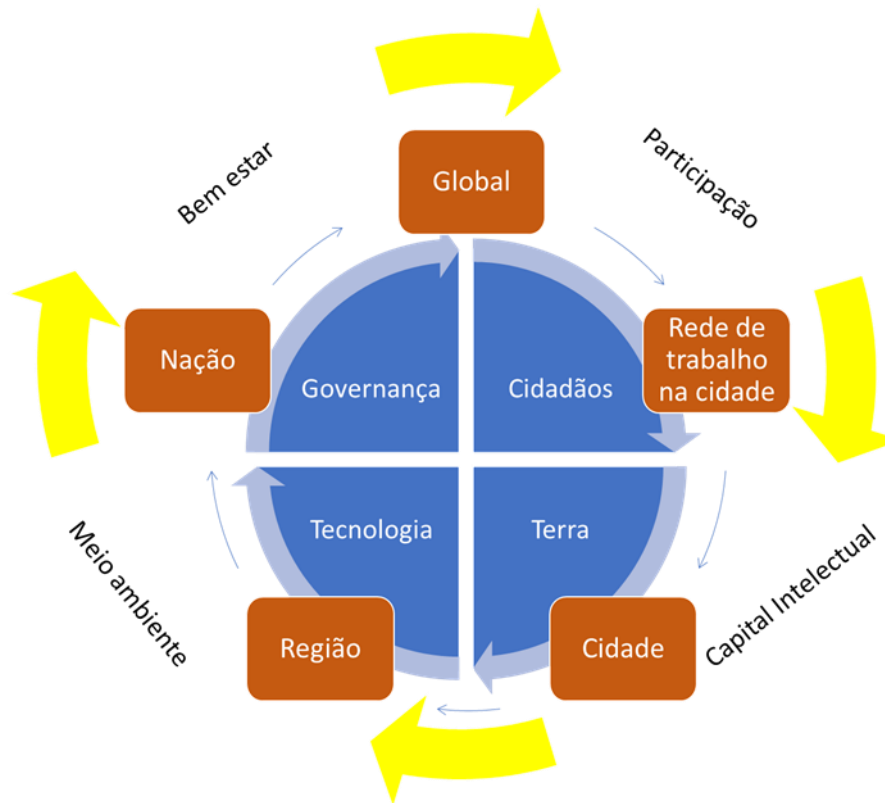 Bem estar
Participação
Global
Nação
Rede de
trabalho
na cidade
Governança
Cidadãos
Tecnologia
Terra
Meio ambiente
Capital Intelectual
Região
Cidade